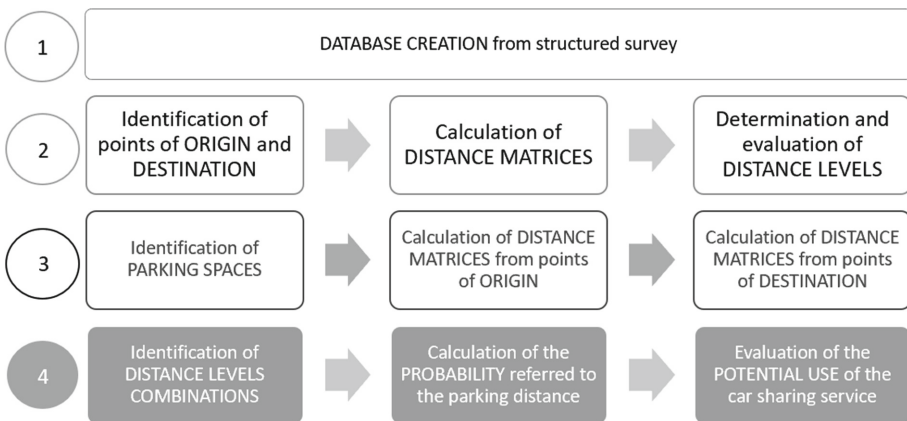 1
DATABASE CREATION from structured survey
2
Identification of
points of ORIGIN and
DESTINATION
Calculation of
DISTANCE MATRICES
Determination and
evaluation of
DISTANCE LEVELS
3
Identification of
PARKING SPACES
Calculation of DISTANCE
MATRICES from points
of ORIGIN
Calculation of DISTANCE
MATRICES from points
of DESTINATION
4
Identification of
DISTANCE LEVELS
COMBINATIONS
Calculation of the
PROBABILITY referred to
the parking distance
Evaluation of the
POTENTIAL USE of the
car sharing service